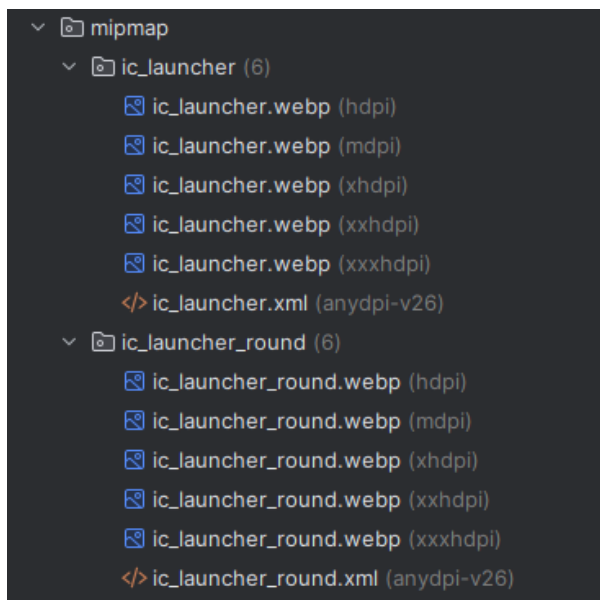 mipmap
ic_launcher (6)
ic_launcher.webp (hdpi)
ic_launcher.webp (mdpi)
ic_launcher.webp (xhdpi)
ic_launcher.webp (xxhdpi)
ic_launcher.webp (xxxhdpi)
</> ic_launcher.xml (anydpi-v26)
ic_launcher_round (6)
ic_launcher_round.webp (hdpi)
ic_launcher_round.webp (mdpi)
ic_launcher_round.webp (xhdpi)
ic_launcher_round.webp (xxhdpi)
ic_launcher_round.webp (xxxhdpi)
</> ic_launcher_round.xml (anydpi-v26)